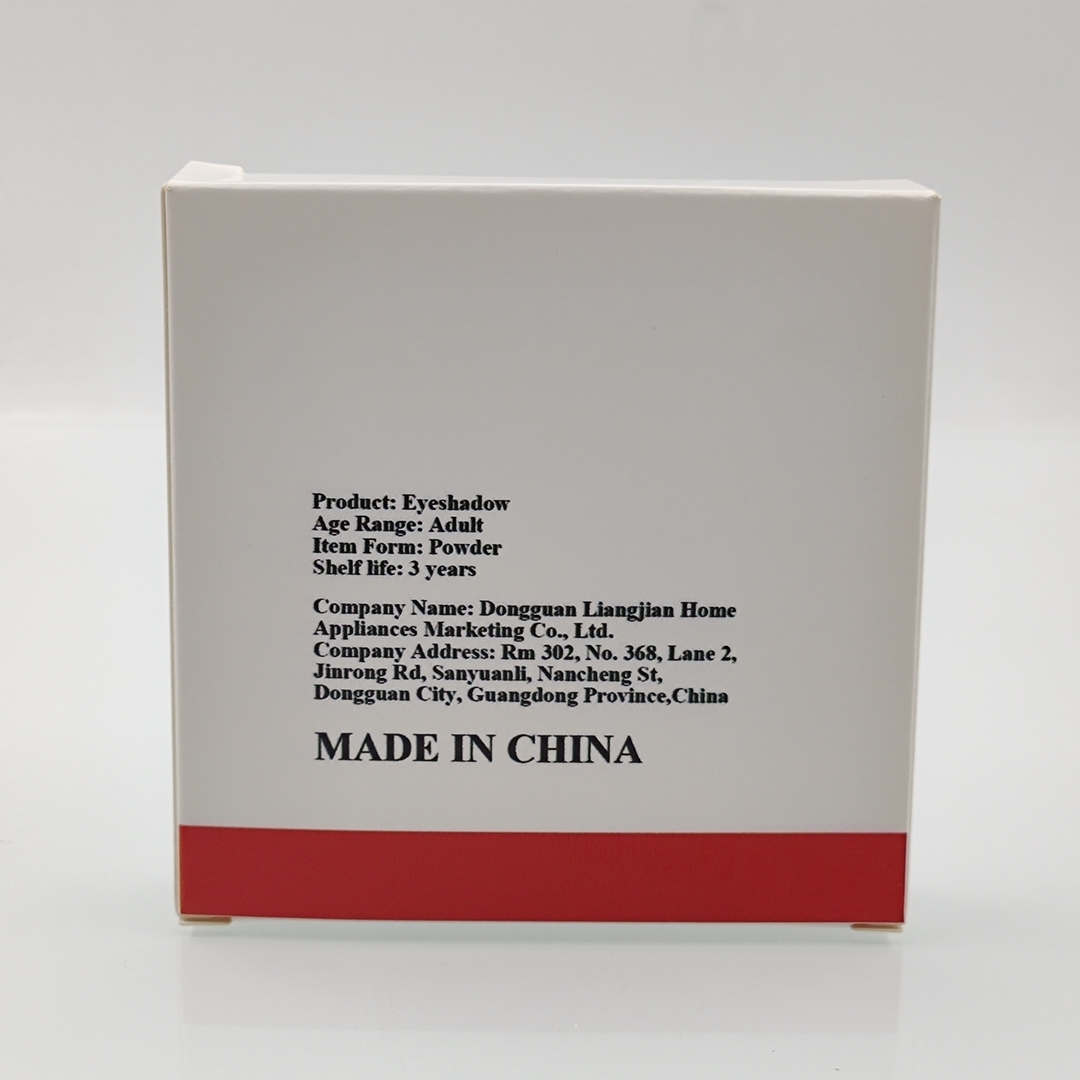 Product: Eyeshadow
Age Range: Adult
Item Form: Powder
Shelf life: 3 years
Company Name: Dongguan Liangjian Home
Appliances Marketing Co., Ltd.
Company Address: Rm 302, No. 368, Lane 2,
Jinrong Rd, Sanyuanli, Nancheng St,
Dongguan City, Guangdong Province,China
MADE IN CHINA